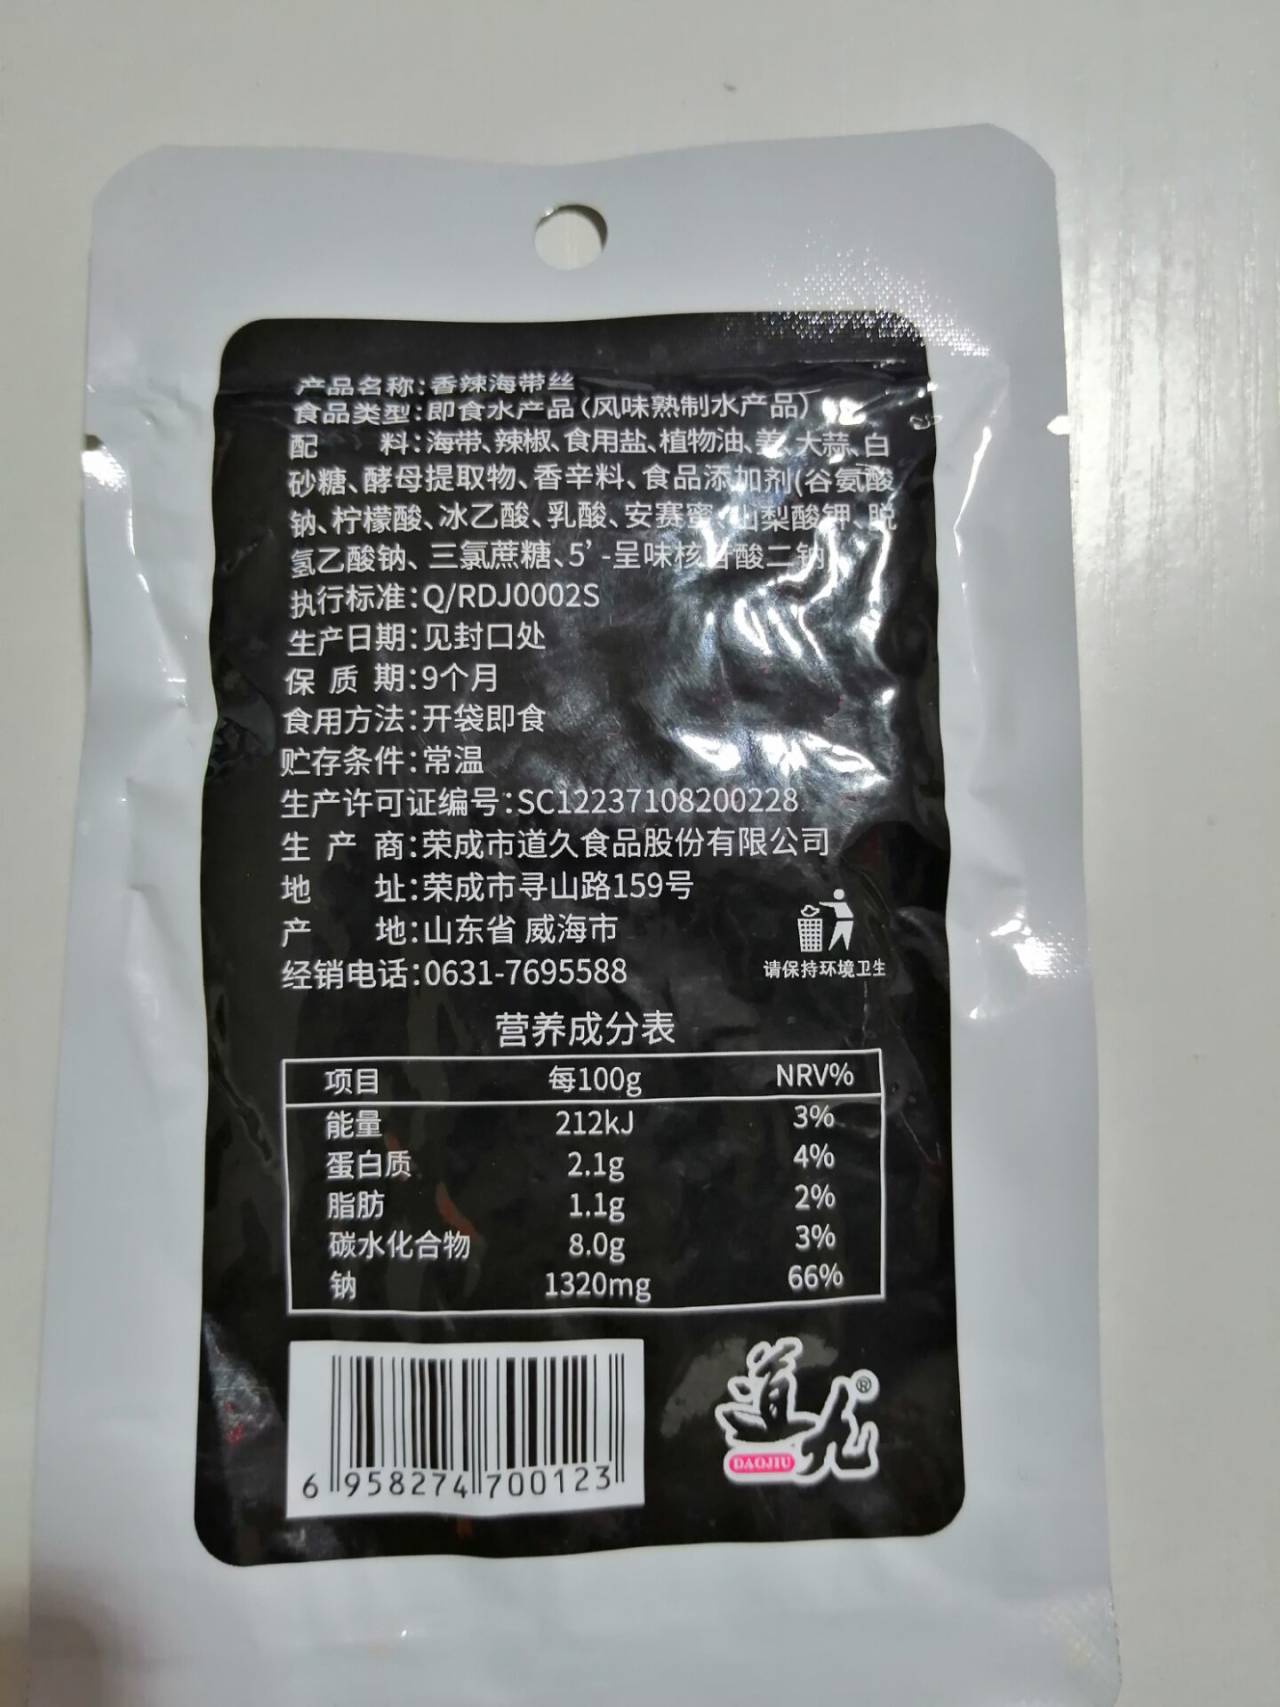 产品名称:香辣海带丝
食品类型:即食水产品(风味熟制水产品)
配 料:海带、辣椒、食用盐、植物油、姜、大蒜、白
砂糖、酵母提取物、香辛料、食品添加剂(谷氨酸
钠、柠檬酸、冰乙酸、乳酸、安赛蜜、山梨酸钾、脱
氢乙酸钠、三氯蔗糖、5’-呈味核苷酸二钠)
执行标准:Q/RDJ0002S
生产日期:见封口处
保 质 期:9个月
食用方法:开袋即食
贮存条件:常温
生产许可证编号:SC12237108200228
生 产 商:荣成市道久食品股份有限公司
地 址:荣成市寻山路159号
产 地:山东省 威海市
经销电话:0631-7695588
请保持环境卫生
营养成分表
项目 每100g NRV%
能量 212kJ 3%
蛋白质 2.1g 4%
脂肪 1.1g 2%
碳水化合物 8.0g 3%
钠 1320mg 66%
6 958274 700123
道久®
DAOJIU